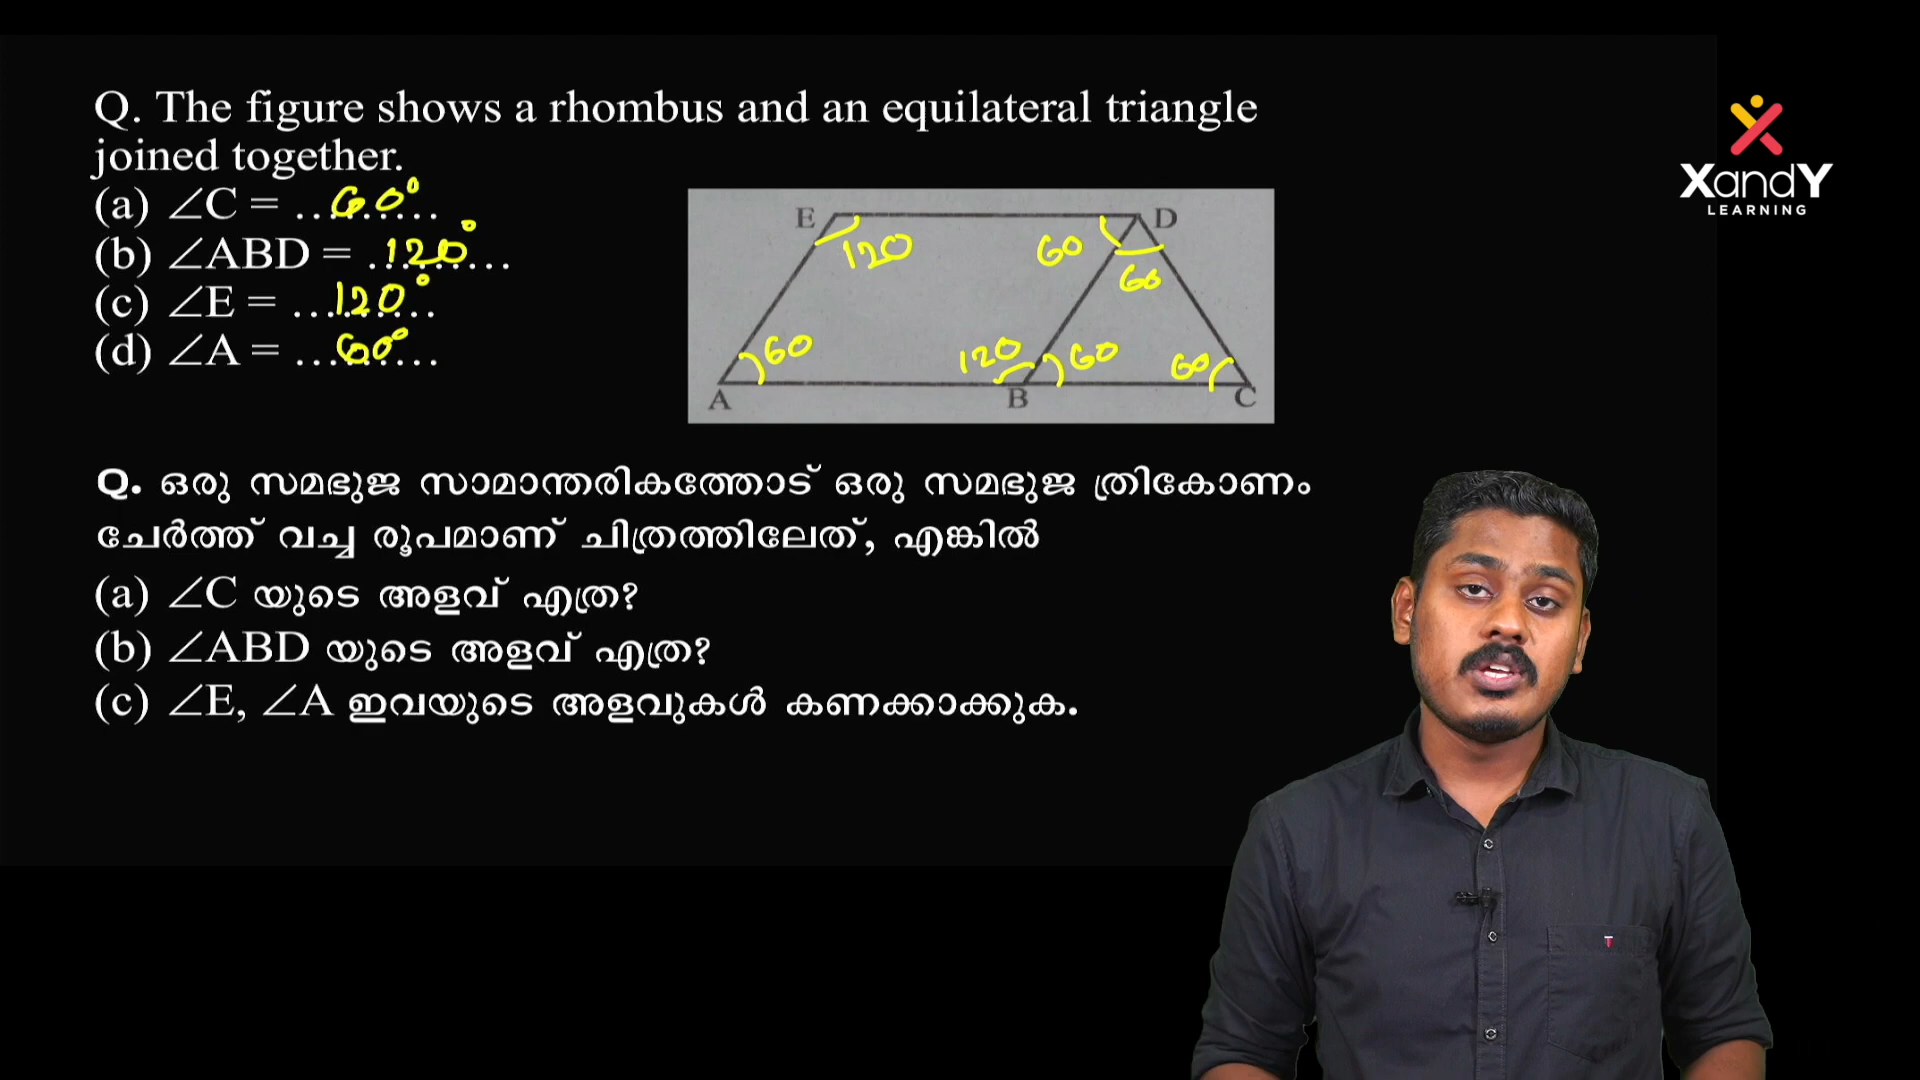 Q. The figure shows a rhombus and an equilateral triangle
joined together.
(a) ∠C = ...60°......
(b) ∠ABD = ..120°.......
(c) ∠E = ...120°......
(d) ∠A = ...60°......
E D
120 60
60
60 120 60 60
A B C
Q. ഒരു സമഭുജ സാമാന്തരികത്തോട് ഒരു സമഭുജ ത്രികോണം
ചേർത്ത് വച്ച രൂപമാണ് ചിത്രത്തിലേത്, എങ്കിൽ
(a) ∠C യുടെ അളവ് എത്ര?
(b) ∠ABD യുടെ അളവ് എത്ര?
(c) ∠E, ∠A ഇവയുടെ അളവുകൾ കണക്കാക്കുക.
XandY
LEARNING